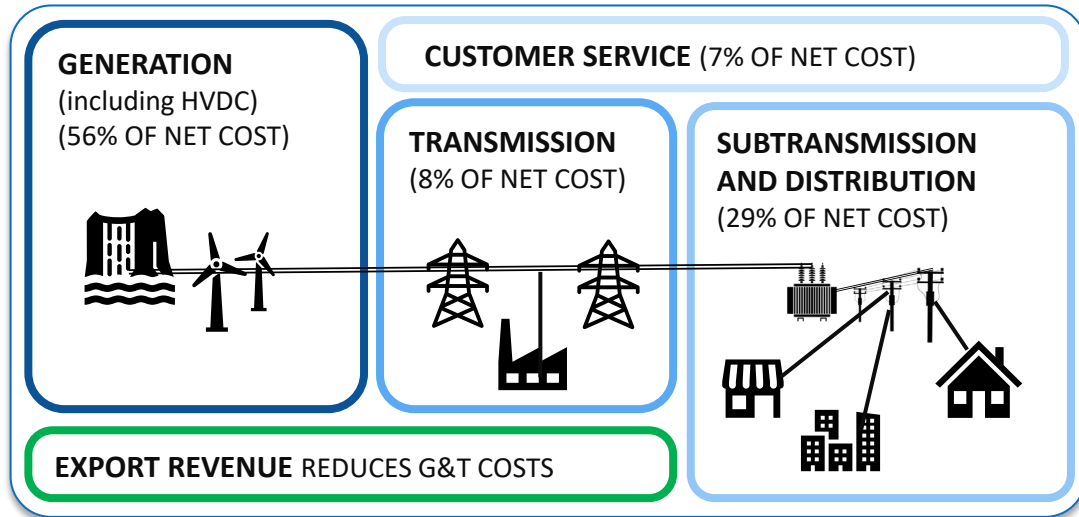 GENERATION
(including HVDC)
(56% OF NET COST)
CUSTOMER SERVICE (7% OF NET COST)
TRANSMISSION
(8% OF NET COST)
SUBTRANSMISSION
AND DISTRIBUTION
(29% OF NET COST)
EXPORT REVENUE REDUCES G&T COSTS